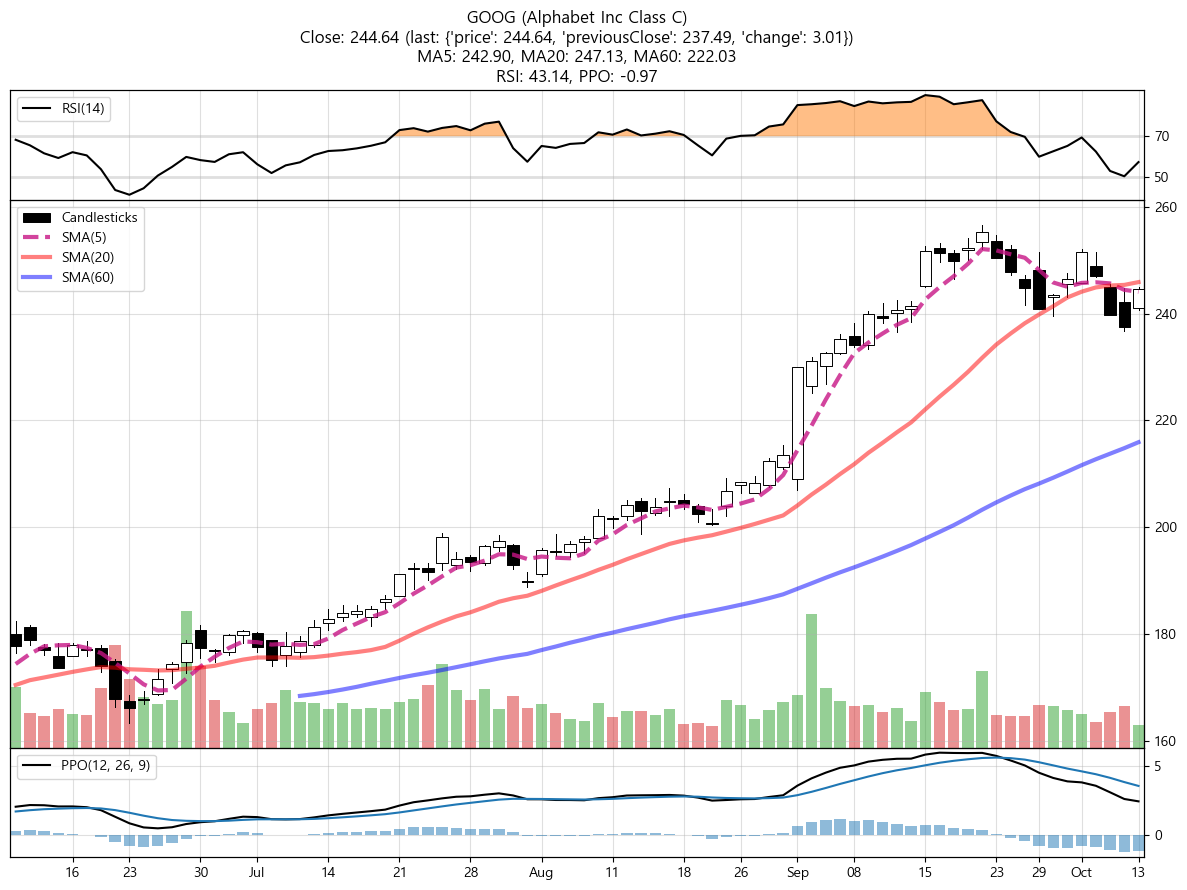 GOOG (Alphabet Inc Class C)
Close: 244.64 (last: {'price': 244.64, 'previousClose': 237.49, 'change': 3.01})
MA5: 242.90, MA20: 247.13, MA60: 222.03
RSI: 43.14, PPO: -0.97
RSI(14)
70
50
Candlesticks
SMA(5)
SMA(20)
SMA(60)
260
240
220
200
180
160
PPO(12, 26, 9)
5
0
16 23 30 Jul 14 21 28 Aug 11 18 26 Sep 08 15 23 29 Oct 13